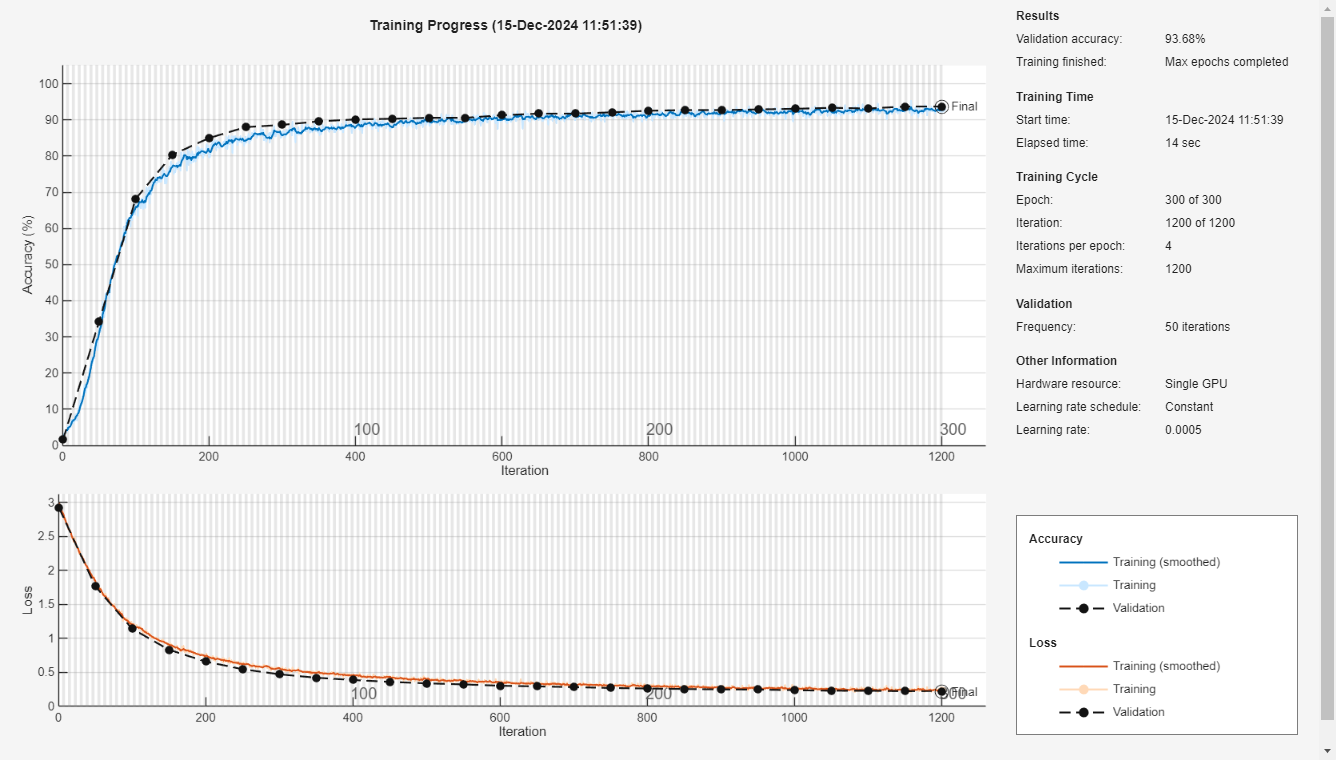 Training Progress (15-Dec-2024 11:51:39)
100
90
80
70
60
50
40
30
20
10
0
Accuracy (%)
Final
100
200
300
0
200
400
600
800
1000
1200
Iteration
3
2.5
2
1.5
1
0.5
0
Loss
100
200
300
Final
0
200
400
600
800
1000
1200
Iteration
Results
Validation accuracy: 93.68%
Training finished: Max epochs completed
Training Time
Start time: 15-Dec-2024 11:51:39
Elapsed time: 14 sec
Training Cycle
Epoch: 300 of 300
Iteration: 1200 of 1200
Iterations per epoch: 4
Maximum iterations: 1200
Validation
Frequency: 50 iterations
Other Information
Hardware resource: Single GPU
Learning rate schedule: Constant
Learning rate: 0.0005
Accuracy
Training (smoothed)
Training
Validation
Loss
Training (smoothed)
Training
Validation